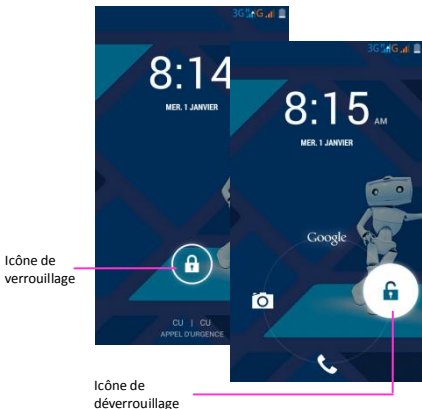 3G G
8:14
MER. 1 JANVIER
CU | CU
APPEL D'URGENCE
3G G
8:15 AM
MER. 1 JANVIER
Google
Icône de
verrouillage
Icône de
déverrouillage